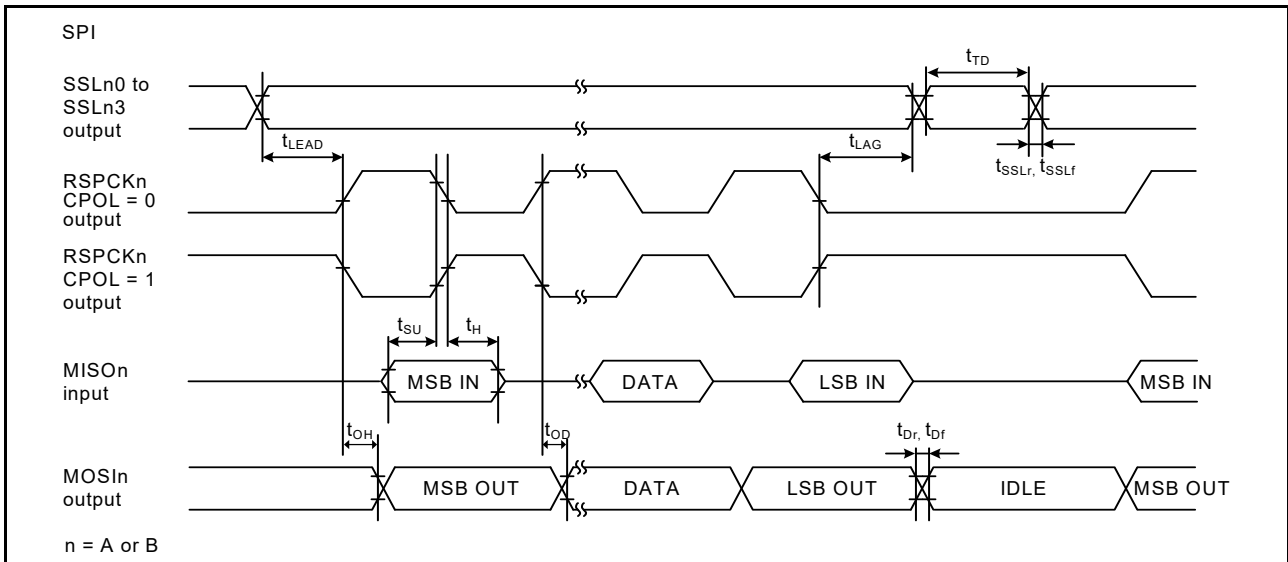 SPI
SSLn0 to
SSLn3
output
tTD
tLEAD
tLAG
tSSLr, tSSLf
RSPCKn
CPOL = 0
output
RSPCKn
CPOL = 1
output
tSU
tH
MISOn
input
MSB IN
DATA
LSB IN
MSB IN
tOH
tOD
tDr, tDf
MOSIn
output
MSB OUT
DATA
LSB OUT
IDLE
MSB OUT
n = A or B